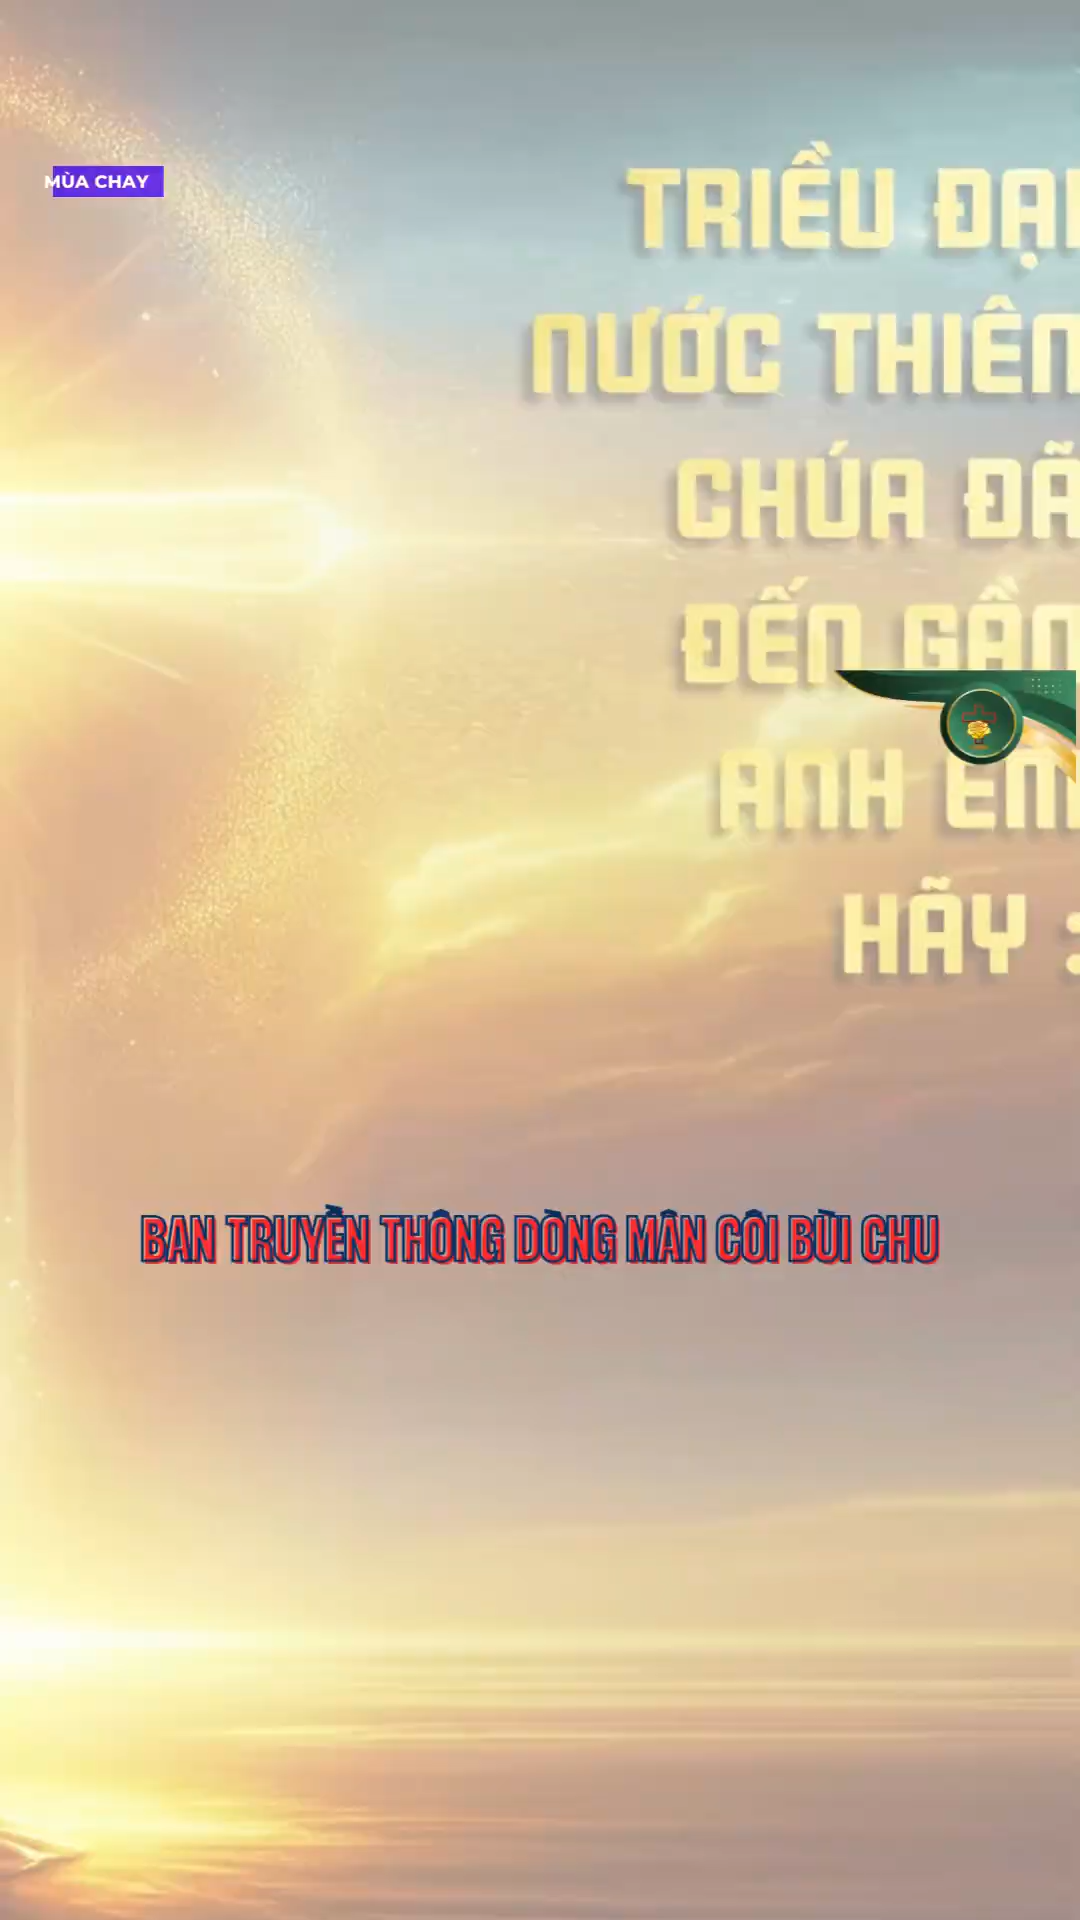 MÙA CHAY
TRIỀU ĐẠI
NƯỚC THIÊN
CHÚA ĐÃ
ĐẾN GẦN
ANH EM
HÃY :
BAN TRUYỀN THÔNG DÒNG MÂN CÔI BÙI CHU